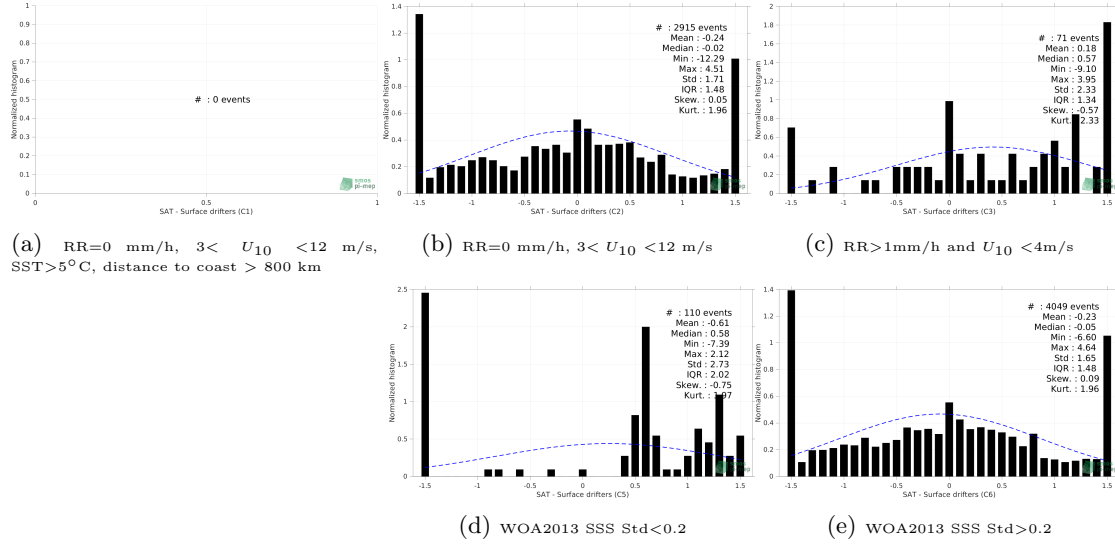 1
0.9
0.8
0.7
0.6
0.5
0.4
0.3
0.2
0.1
0
Normalized histogram
# : 0 events
0 0.5 1
SAT - Surface drifters (C1)
smos
pi-mep
(a) RR=0 mm/h, 3< U10 <12 m/s,
SST>5°C, distance to coast > 800 km
1.4
1.2
1
0.8
0.6
0.4
0.2
0
Normalized histogram
# : 2915 events
Mean : -0.24
Median : -0.02
Min : -12.29
Max : 4.51
Std : 1.71
IQR : 1.48
Skew. : 0.05
Kurt. : 1.96
-1.5 -1 -0.5 0 0.5 1 1.5
SAT - Surface drifters (C2)
pi-mep
(b) RR=0 mm/h, 3< U10 <12 m/s
2
1.8
1.6
1.4
1.2
1
0.8
0.6
0.4
0.2
0
Normalized histogram
# : 71 events
Mean : 0.18
Median : 0.57
Min : -9.10
Max : 3.95
Std : 2.33
IQR : 1.34
Skew. : -0.57
Kurt. : 2.33
-1.5 -1 -0.5 0 0.5 1 1.5
SAT - Surface drifters (C3)
(c) RR>1mm/h and U10 <4m/s
2.5
2
1.5
1
0.5
0
Normalized histogram
# : 110 events
Mean : -0.61
Median : 0.58
Min : -7.39
Max : 2.12
Std : 2.73
IQR : 2.02
Skew. : -0.75
Kurt. : 1.97
-1.5 -1 -0.5 0 0.5 1 1.5
SAT - Surface drifters (C5)
(d) WOA2013 SSS Std<0.2
1.4
1.2
1
0.8
0.6
0.4
0.2
0
Normalized histogram
# : 4049 events
Mean : -0.23
Median : -0.05
Min : -6.60
Max : 4.64
Std : 1.65
IQR : 1.48
Skew. : 0.09
Kurt. : 1.96
-1.5 -1 -0.5 0 0.5 1 1.5
SAT - Surface drifters (C6)
(e) WOA2013 SSS Std>0.2